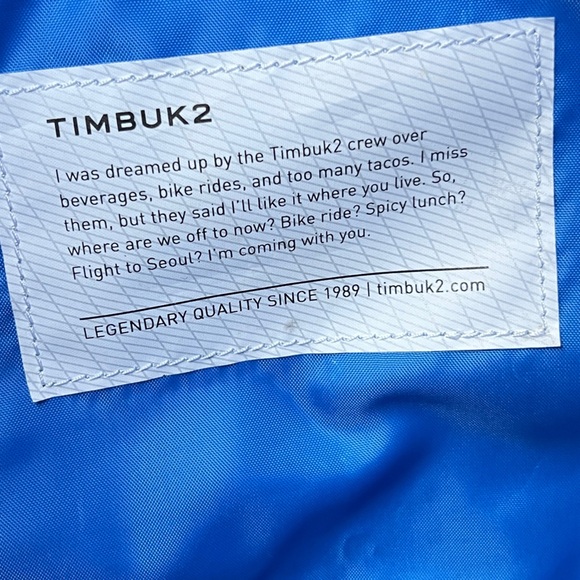 TIMBUK2
I was dreamed up by the Timbuk2 crew over
beverages, bike rides, and too many tacos. I miss
them, but they said I'll like it where you live. So,
where are we off to now? Bike ride? Spicy lunch?
Flight to Seoul? I'm coming with you.
LEGENDARY QUALITY SINCE 1989 | timbuk2.com